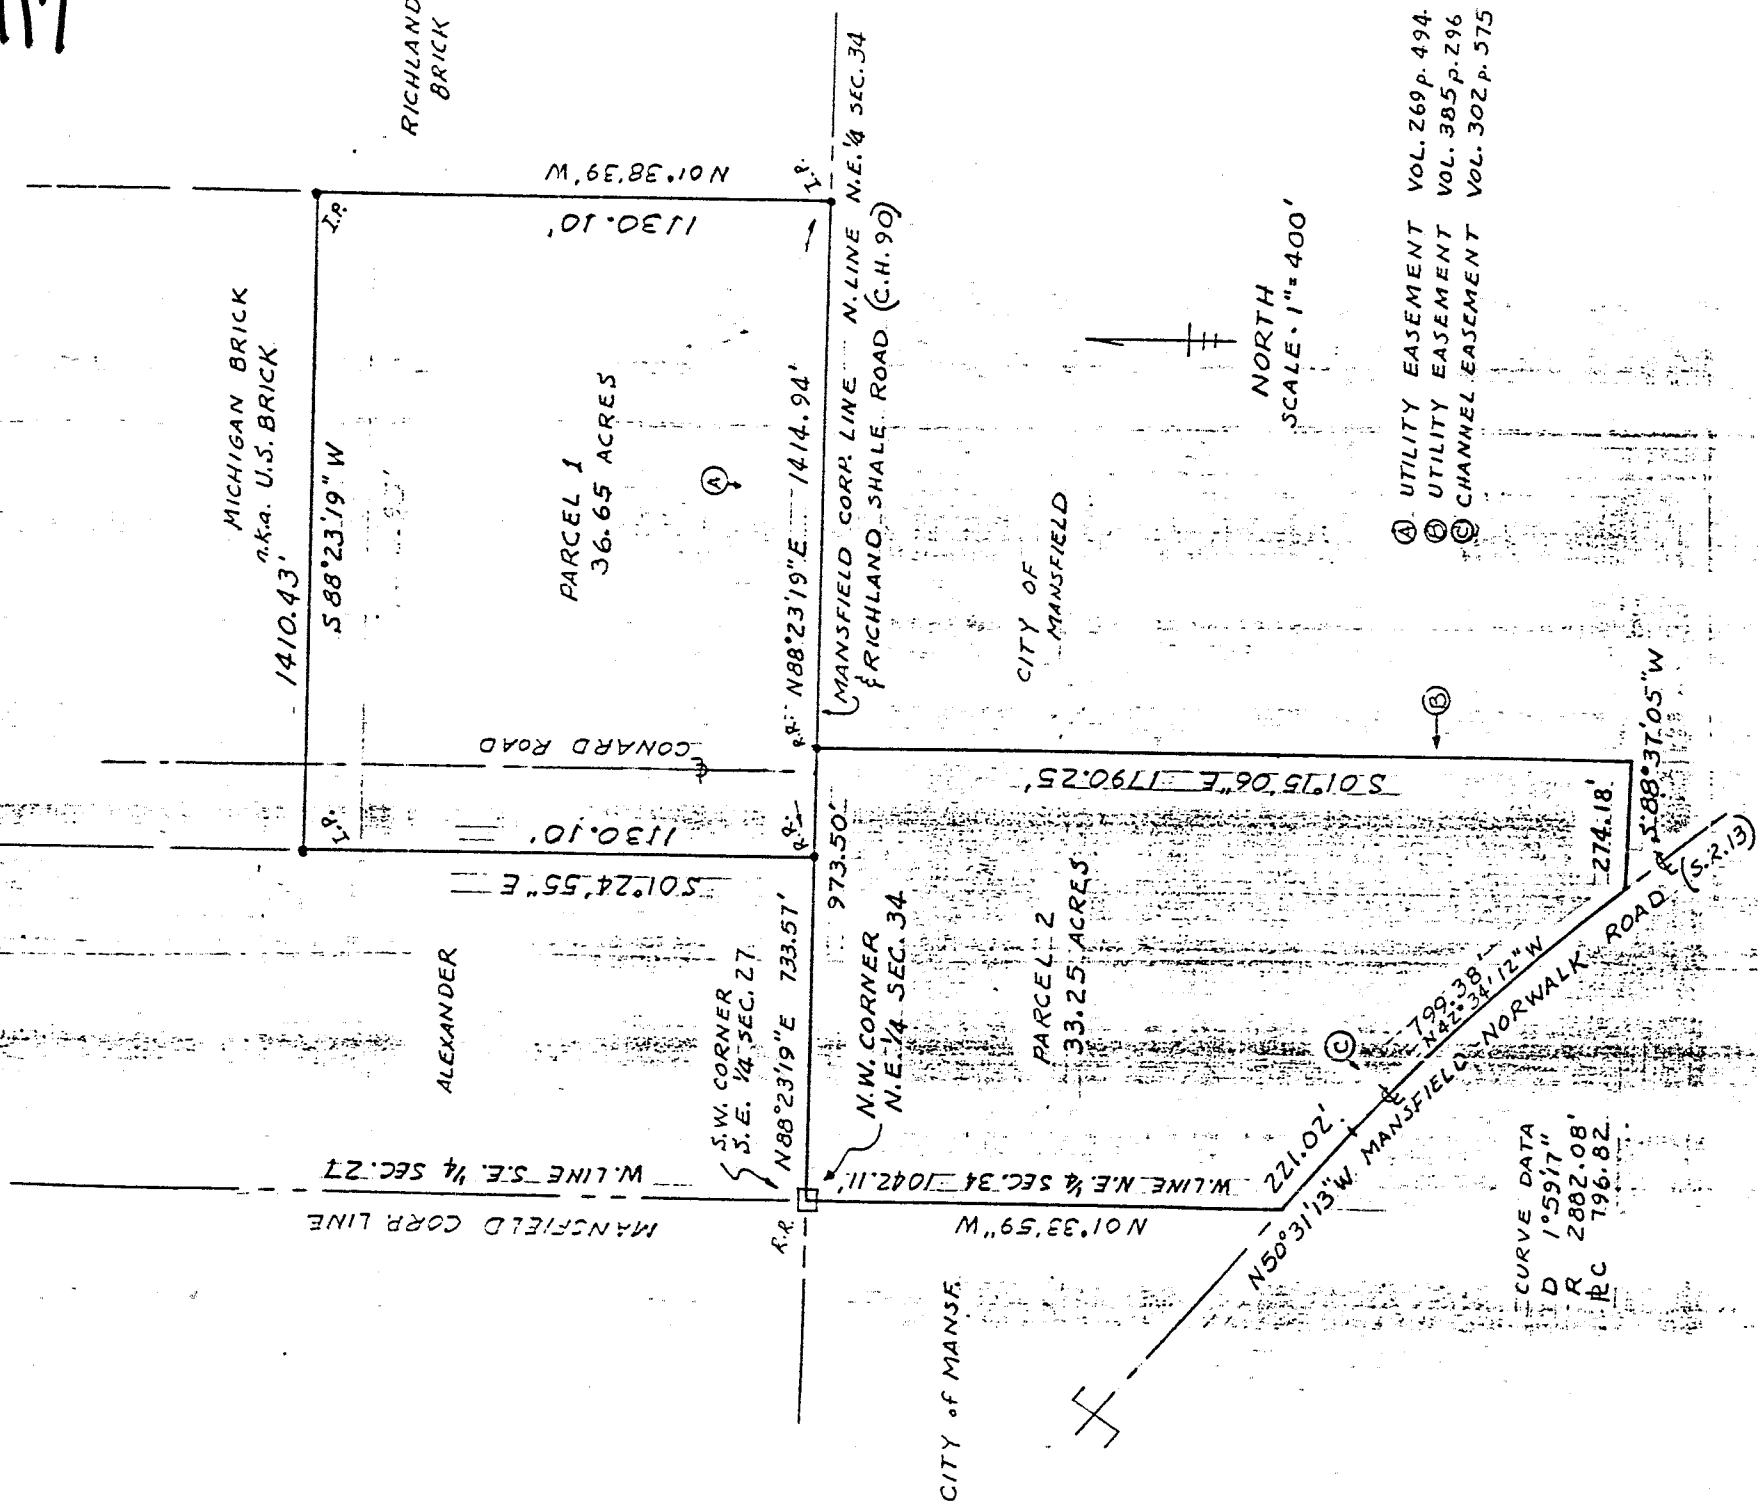 RICHLAND
BRICK
MICHIGAN BRICK
n.k.a. U.S. BRICK
1410.43'
S 88°23'19" W
I.P.
I.P.
N 01°38'39" W
1130.10'
I.P.
PARCEL 1
36.65 ACRES
A
CONARD ROAD
1130.10'
S 01°24'55" E
R.R.
R.R.
N88°23'19"E 1414.94'
MANSFIELD CORP. LINE N. LINE N.E. 1/4 SEC. 34
RICHLAND SHALE ROAD (C.H. 90)
ALEXANDER
S.W. CORNER
S.E. 1/4 SEC. 27
N88°23'19"E 733.57'
W. LINE S.E. 1/4 SEC. 27
MANSFIELD CORP. LINE
R.R.
973.50'
N.W. CORNER
N.E. 1/4 SEC. 34
W. LINE N.E. 1/4 SEC. 34 1042.11'
N 01°33'59" W
PARCEL 2
33.25 ACRES
S 01°15'06" E 1790.25'
CITY OF
MANSFIELD
B
274.18'
S.88°37'05"W
(S.R.13)
C
799.38'
N42°34'12"W
221.02'
N50°31'13"W
MANSFIELD-NORWALK ROAD
CITY of MANSF.
NORTH
SCALE • 1"=400'
A UTILITY EASEMENT VOL. 269 p. 494
B UTILITY EASEMENT VOL. 385 p. 296
C CHANNEL EASEMENT VOL. 302 p. 575
CURVE DATA
D 1°59'17"
R 2882.08'
796.82